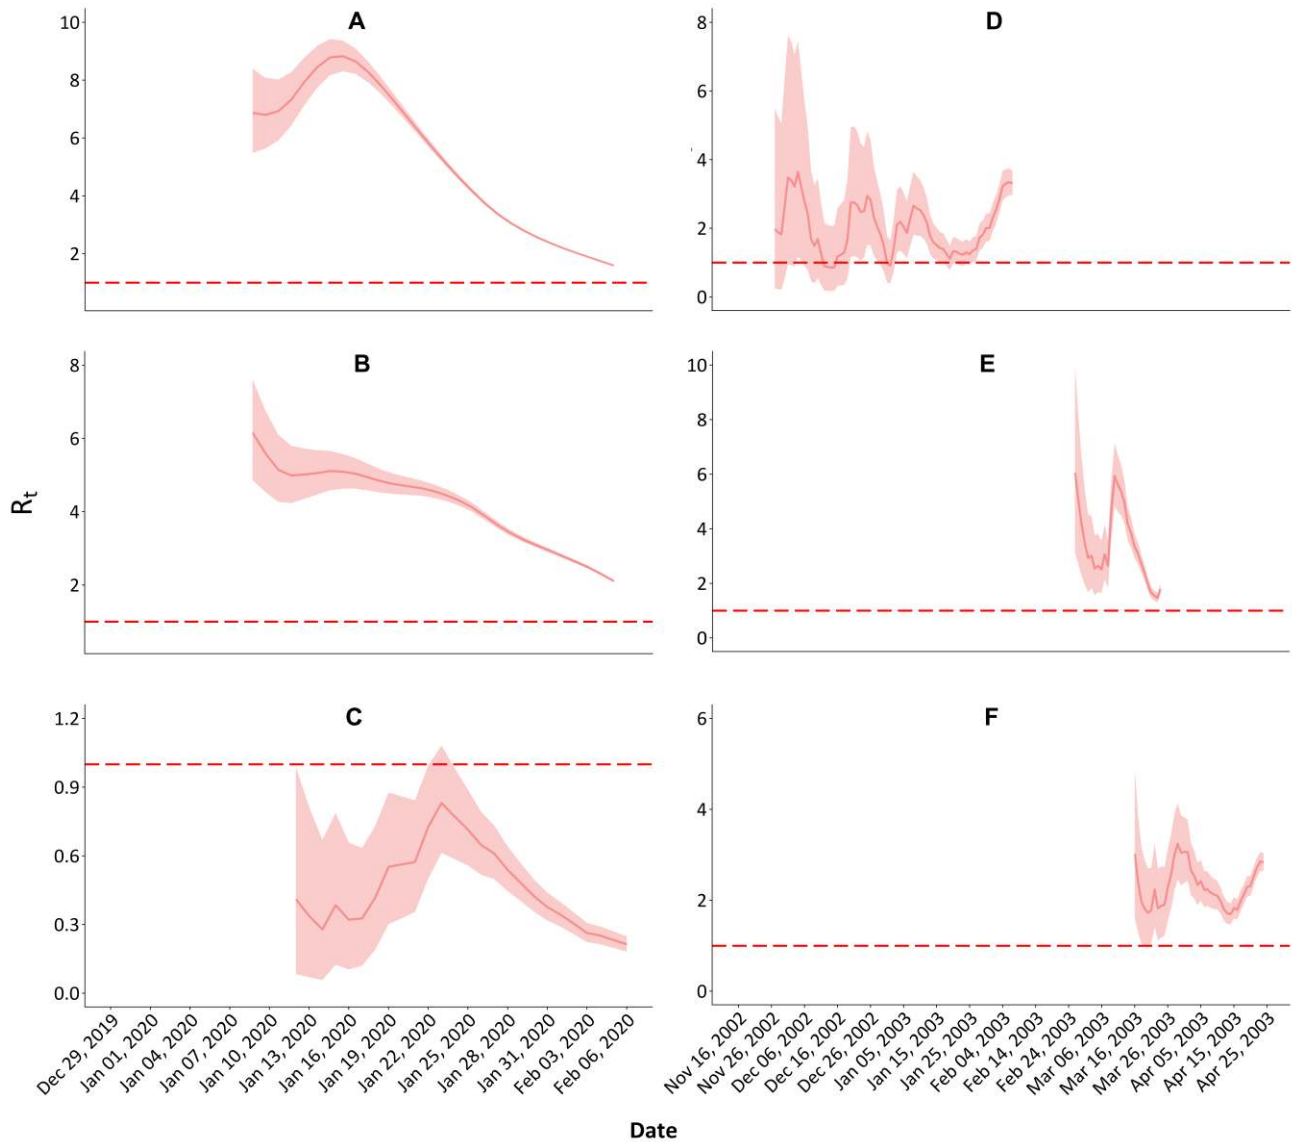 A
10
8
6
4
2
D
8
6
4
2
0
B
8
6
4
2
E
10
8
6
4
2
0
R_t
C
1.2
0.9
0.6
0.3
0.0
F
6
4
2
0
Dec 29, 2019
Jan 01, 2020
Jan 04, 2020
Jan 07, 2020
Jan 10, 2020
Jan 13, 2020
Jan 16, 2020
Jan 19, 2020
Jan 22, 2020
Jan 25, 2020
Jan 28, 2020
Jan 31, 2020
Feb 03, 2020
Feb 06, 2020
Nov 16, 2002
Nov 26, 2002
Dec 06, 2002
Dec 16, 2002
Dec 26, 2002
Jan 05, 2003
Jan 15, 2003
Jan 25, 2003
Feb 04, 2003
Feb 14, 2003
Feb 24, 2003
Mar 06, 2003
Mar 16, 2003
Mar 26, 2003
Apr 05, 2003
Apr 15, 2003
Apr 25, 2003
Date